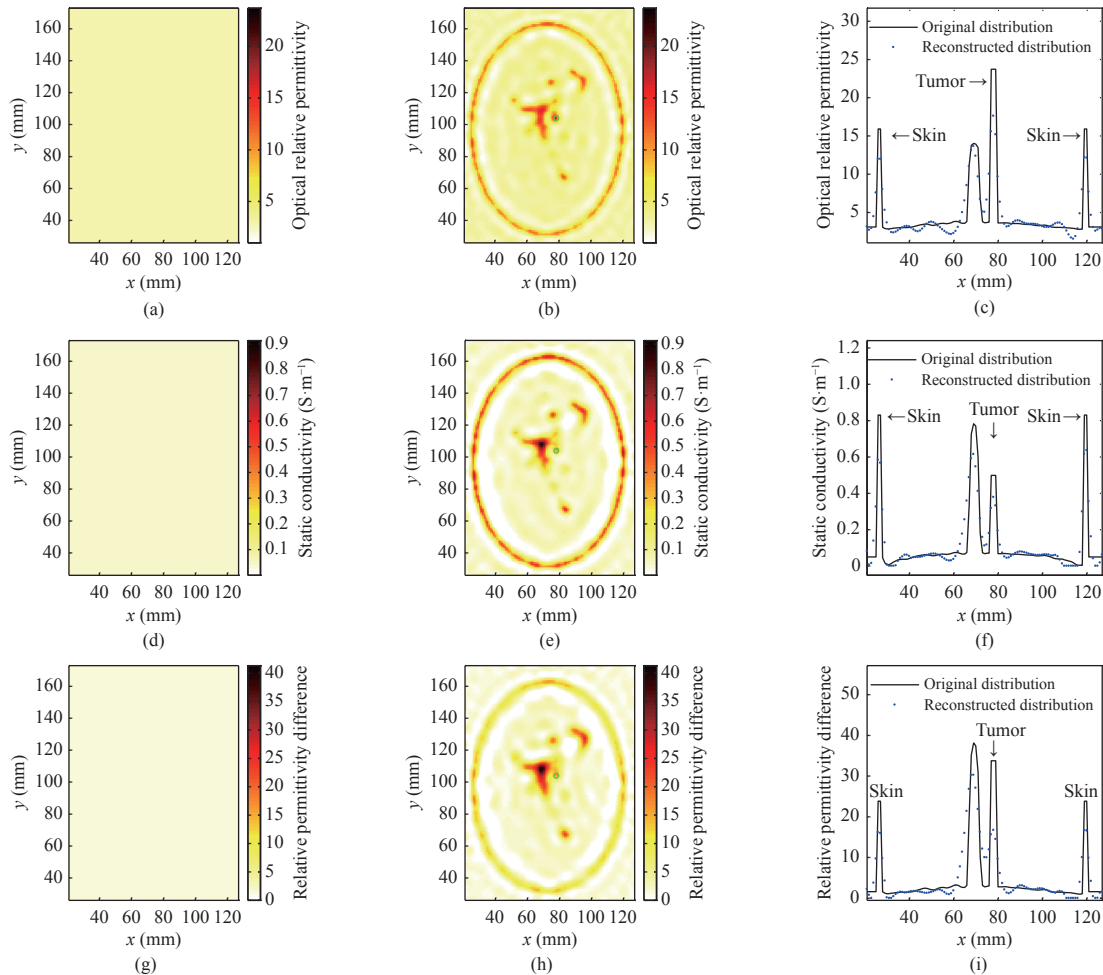 160
140
120
100
80
60
40
y (mm)
40 60 80 100 120
x (mm)
20
15
10
5
Optical relative permittivity
(a)
160
140
120
100
80
60
40
y (mm)
40 60 80 100 120
x (mm)
20
15
10
5
Optical relative permittivity
(b)
30
25
20
15
10
5
Optical relative permittivity
Original distribution
Reconstructed distribution
Tumor→
←Skin
Skin→
40 60 80 100 120
x (mm)
(c)
160
140
120
100
80
60
40
y (mm)
40 60 80 100 120
x (mm)
0.9
0.8
0.7
0.6
0.5
0.4
0.3
0.2
0.1
Static conductivity (S·m⁻¹)
(d)
160
140
120
100
80
60
40
y (mm)
40 60 80 100 120
x (mm)
0.9
0.8
0.7
0.6
0.5
0.4
0.3
0.2
0.1
Static conductivity (S·m⁻¹)
(e)
1.2
1.0
0.8
0.6
0.4
0.2
0
Static conductivity (S·m⁻¹)
Original distribution
Reconstructed distribution
←Skin
Tumor
↓
Skin→
40 60 80 100 120
x (mm)
(f)
160
140
120
100
80
60
40
y (mm)
40 60 80 100 120
x (mm)
40
35
30
25
20
15
10
5
0
Relative permittivity difference
(g)
160
140
120
100
80
60
40
y (mm)
40 60 80 100 120
x (mm)
40
35
30
25
20
15
10
5
0
Relative permittivity difference
(h)
50
40
30
20
10
0
Relative permittivity difference
Original distribution
Reconstructed distribution
Tumor
↓
Skin
Skin
40 60 80 100 120
x (mm)
(i)